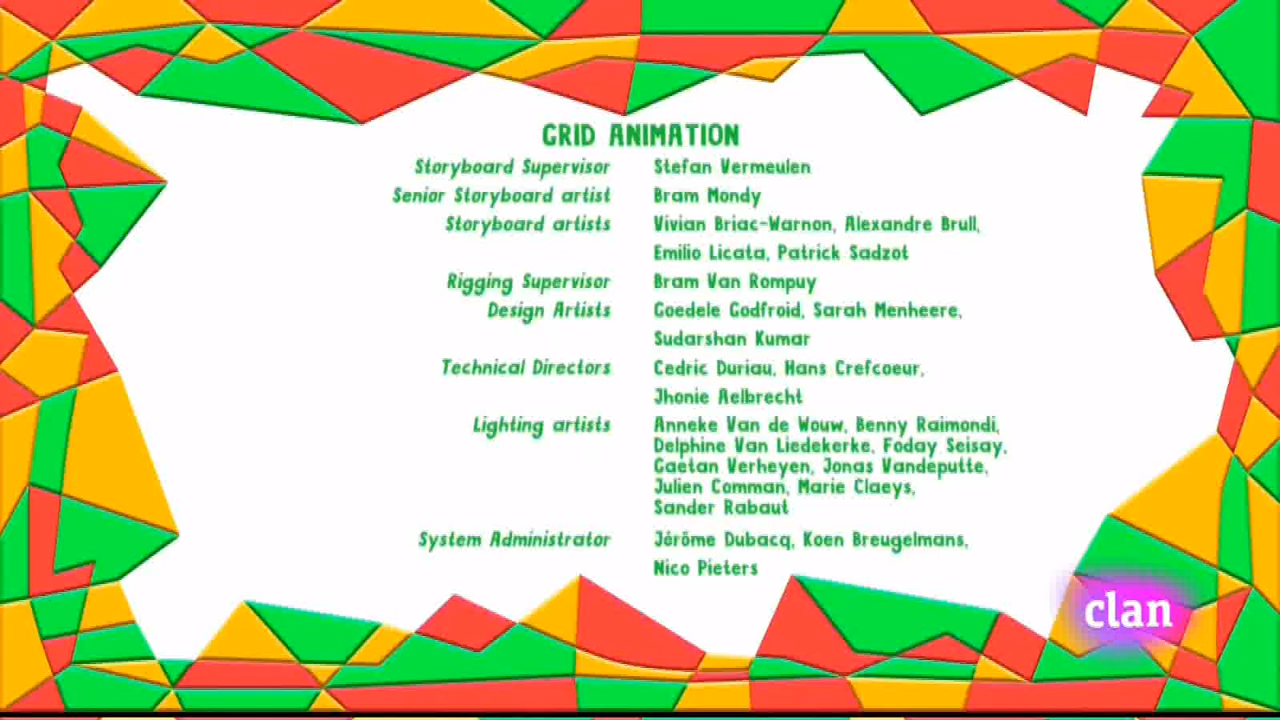 GRID ANIMATION
Storyboard Supervisor Stefan Vermeulen
Senior Storyboard artist Bram Mondy
Storyboard artists Vivian Briac-Warnon, Alexandre Brull,
Emilio Licata, Patrick Sadzot
Rigging Supervisor Bram Van Rompuy
Design Artists Goedele Godfroid, Sarah Menheere,
Sudarshan Kumar
Technical Directors Cedric Duriau, Hans Crefcoeur,
Jhonie Aelbrecht
Lighting artists Anneke Van de Wouw, Benny Raimondi,
Delphine Van Liedekerke, Foday Seisay,
Gaetan Verheyen, Jonas Vandeputte,
Julien Comman, Marie Claeys,
Sander Rabaut
System Administrator Jérôme Dubacq, Koen Breugelmans,
Nico Pieters
clan